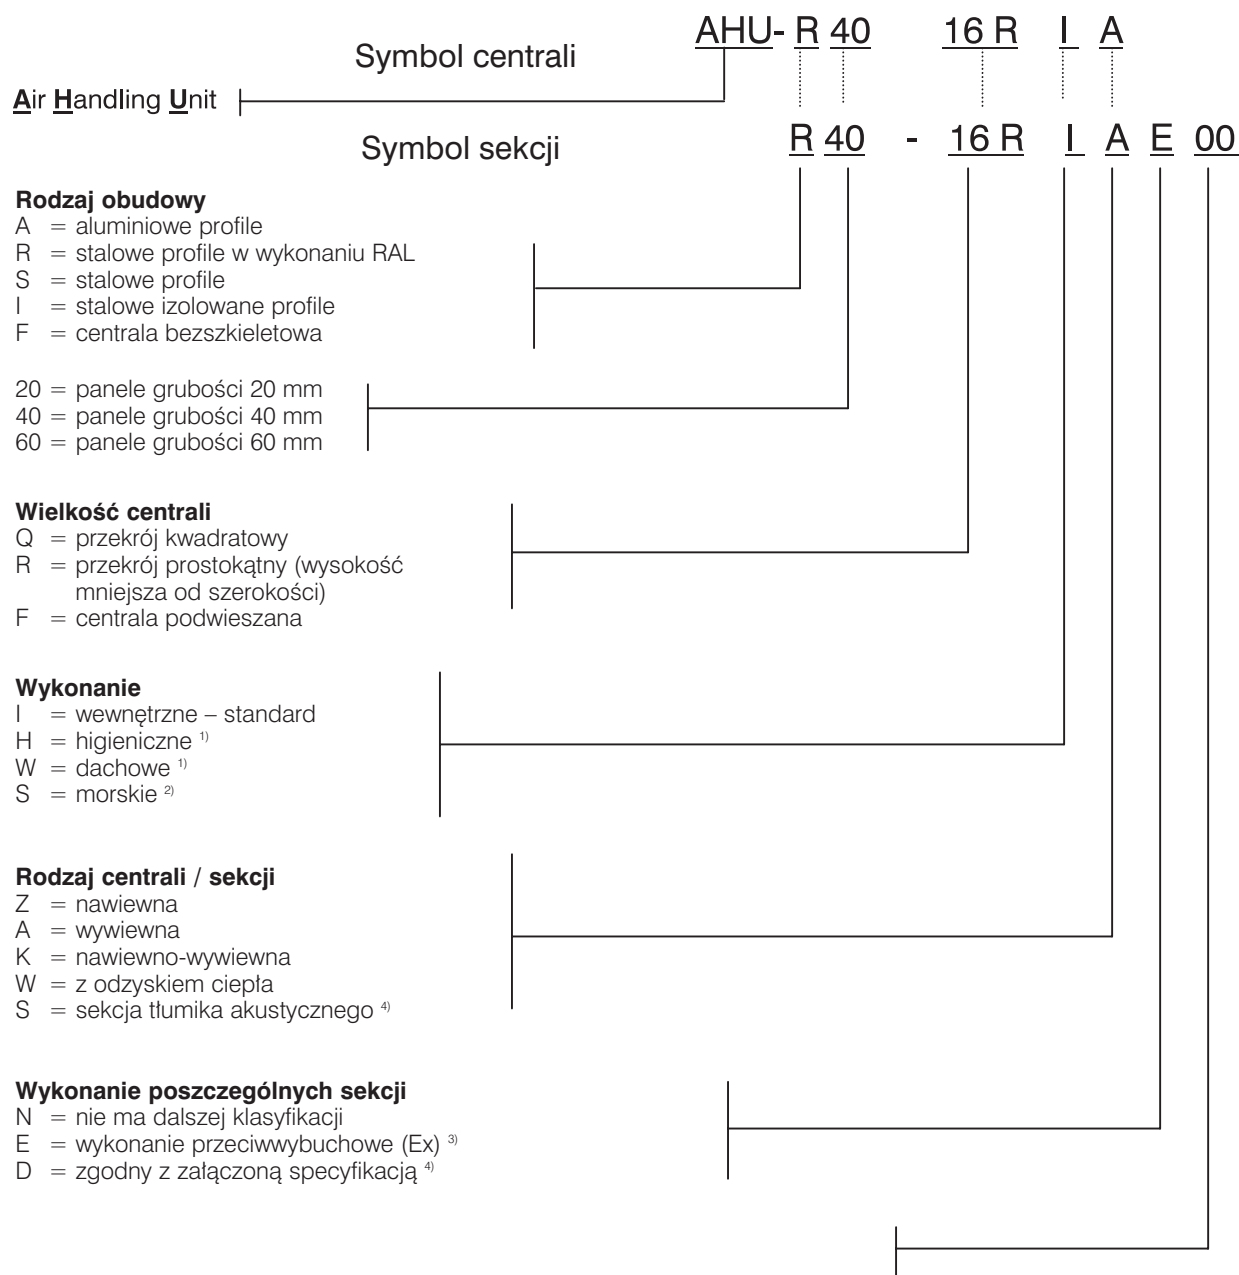 AHU- R 40 16 R I A
Symbol centrali
Air Handling Unit
R 40 - 16 R I A E 00
Symbol sekcji
Rodzaj obudowy
A = aluminiowe profile
R = stalowe profile w wykonaniu RAL
S = stalowe profile
I = stalowe izolowane profile
F = centrala bezszkieletowa
20 = panele grubości 20 mm
40 = panele grubości 40 mm
60 = panele grubości 60 mm
Wielkość centrali
Q = przekrój kwadratowy
R = przekrój prostokątny (wysokość
mniejsza od szerokości)
F = centrala podwieszana
Wykonanie
I = wewnętrzne – standard
H = higieniczne 1)
W = dachowe 1)
S = morskie 2)
Rodzaj centrali / sekcji
Z = nawiewna
A = wywiewna
K = nawiewno-wywiewna
W = z odzyskiem ciepła
S = sekcja tłumika akustycznego 4)
Wykonanie poszczególnych sekcji
N = nie ma dalszej klasyfikacji
E = wykonanie przeciwwybuchowe (Ex) 3)
D = zgodny z załączoną specyfikacją 4)